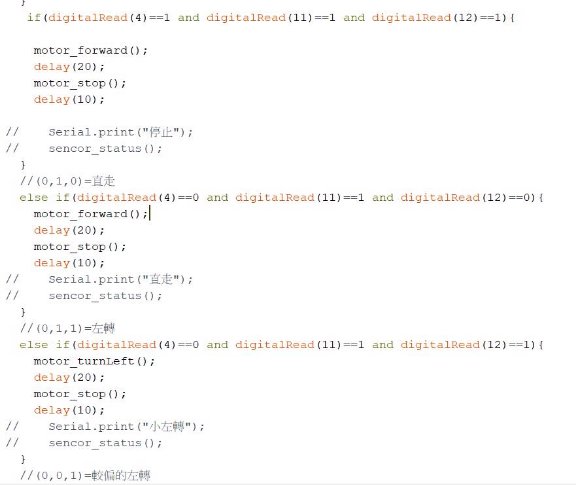 }
if(digitalRead(4)==1 and digitalRead(11)==1 and digitalRead(12)==1){
motor_forward();
delay(20);
motor_stop();
delay(10);
//    Serial.print("停止");
//    sencor_status();
}
//(0,1,0)=直走
else if(digitalRead(4)==0 and digitalRead(11)==1 and digitalRead(12)==0){
motor_forward();
delay(20);
motor_stop();
delay(10);
//    Serial.print("直走");
//    sencor_status();
}
//(0,1,1)=左轉
else if(digitalRead(4)==0 and digitalRead(11)==1 and digitalRead(12)==1){
motor_turnLeft();
delay(20);
motor_stop();
delay(10);
//    Serial.print("小左轉");
//    sencor_status();
}
//(0,0,1)=較偏的左轉